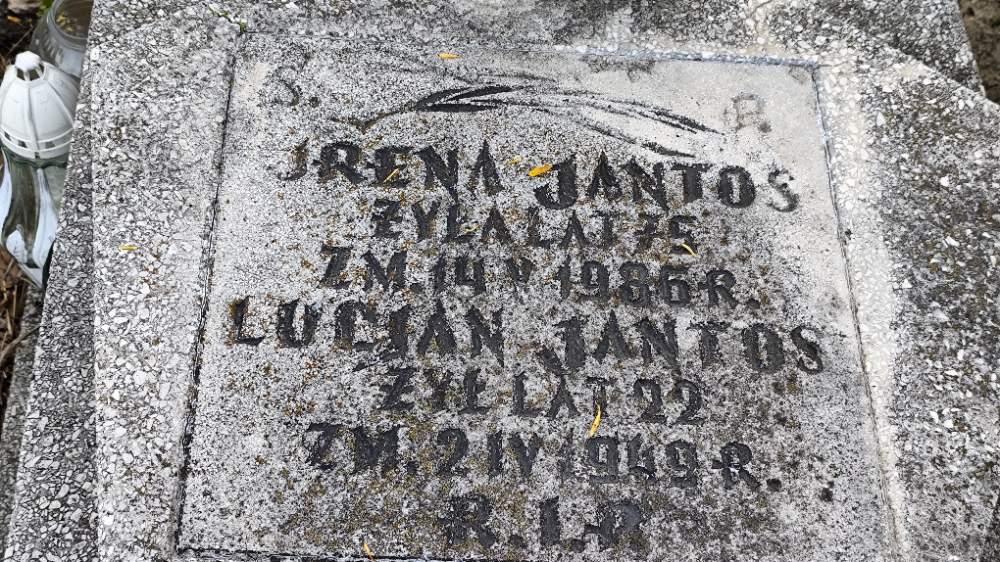 Ś. P.
IRENA JANTOS
ŻYŁA LAT 75
ZM. 14 V 1986 R.
LUCJAN JANTOS
ŻYŁ LAT 22
ZM. 2 IV 1949 R.
R. I. P.